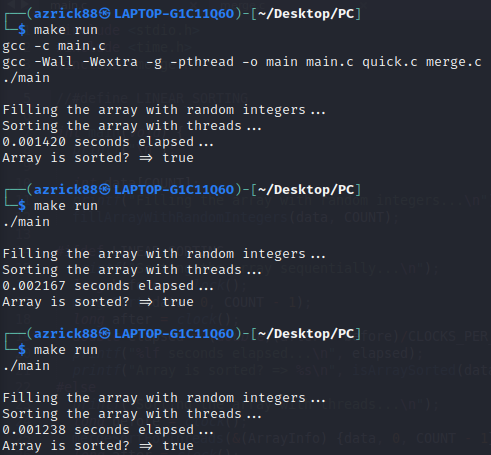 ┌──(azrick88㉿LAPTOP-G1C11Q6O)-[~/Desktop/PC]
└─$ make run
gcc -c main.c
gcc -Wall -Wextra -g -pthread -o main main.c quick.c merge.c
./main
Filling the array with random integers...
Sorting the array with threads...
0.001420 seconds elapsed...
Array is sorted? => true
┌──(azrick88㉿LAPTOP-G1C11Q6O)-[~/Desktop/PC]
└─$ make run
./main
Filling the array with random integers...
Sorting the array with threads...
0.002167 seconds elapsed...
Array is sorted? => true
┌──(azrick88㉿LAPTOP-G1C11Q6O)-[~/Desktop/PC]
└─$ make run
./main
Filling the array with random integers...
Sorting the array with threads...
0.001238 seconds elapsed...
Array is sorted? => true